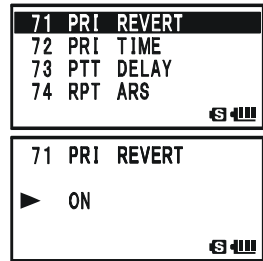 71 PRI REVERT
72 PRI TIME
73 PTT DELAY
74 RPT ARS
S
71 PRI REVERT
▶ ON
S